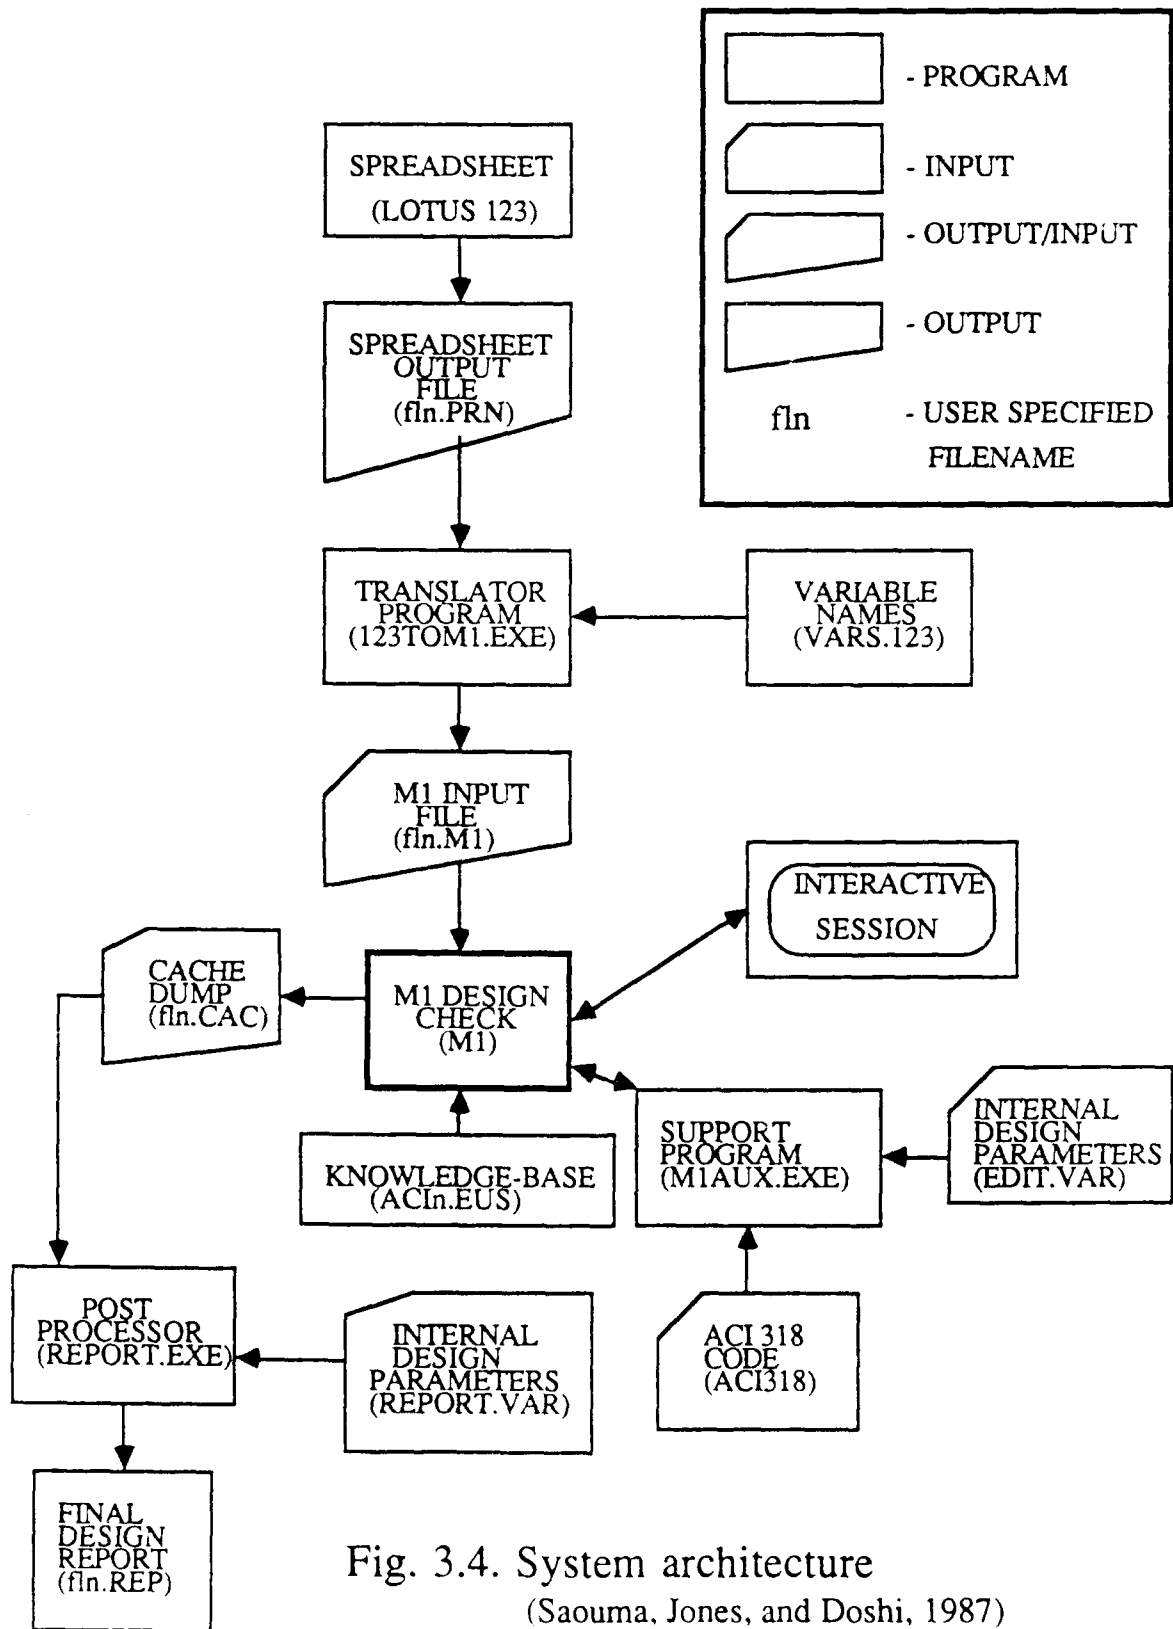 - PROGRAM
- INPUT
- OUTPUT/INPUT
- OUTPUT
fln - USER SPECIFIED
FILENAME
SPREADSHEET
(LOTUS 123)
SPREADSHEET
OUTPUT
FILE
(fln.PRN)
TRANSLATOR
PROGRAM
(123TOM1.EXE)
VARIABLE
NAMES
(VARS.123)
M1 INPUT
FILE
(fln.M1)
INTERACTIVE
SESSION
CACHE
DUMP
(fln.CAC)
M1 DESIGN
CHECK
(M1)
KNOWLEDGE-BASE
(ACIn.EUS)
SUPPORT
PROGRAM
(M1AUX.EXE)
INTERNAL
DESIGN
PARAMETERS
(EDIT.VAR)
POST
PROCESSOR
(REPORT.EXE)
INTERNAL
DESIGN
PARAMETERS
(REPORT.VAR)
ACI 318
CODE
(ACI318)
FINAL
DESIGN
REPORT
(fln.REP)
Fig. 3.4. System architecture
(Saouma, Jones, and Doshi, 1987)